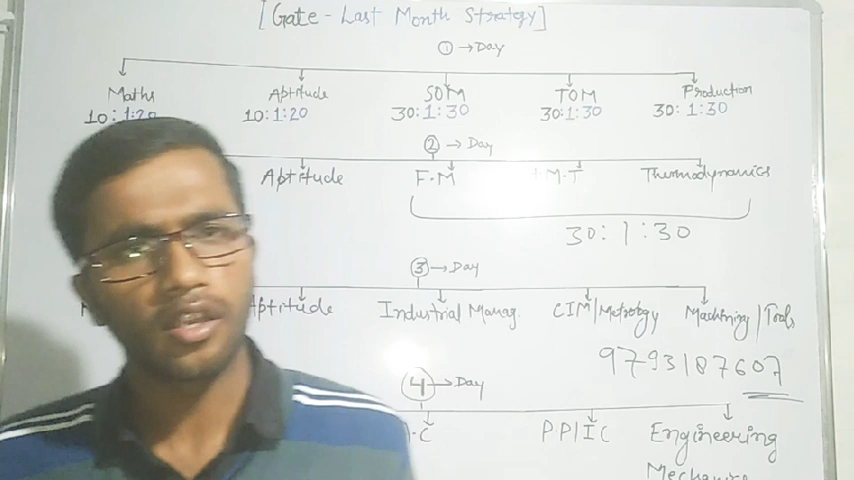 [Gate - Last Month Strategy]
① → Day
Maths Aptitude SOM TOM Production
10:1:20 10:1:20 30:1:30 30:1:30 30:1:30
② → Day
Aptitude F.M M.T Thermodynamics
30:1:30
③ → Day
Aptitude Industrial Manag. CIM/Metrology Machining/Tools
9793187607
④ → Day
P.P/IC Engineering